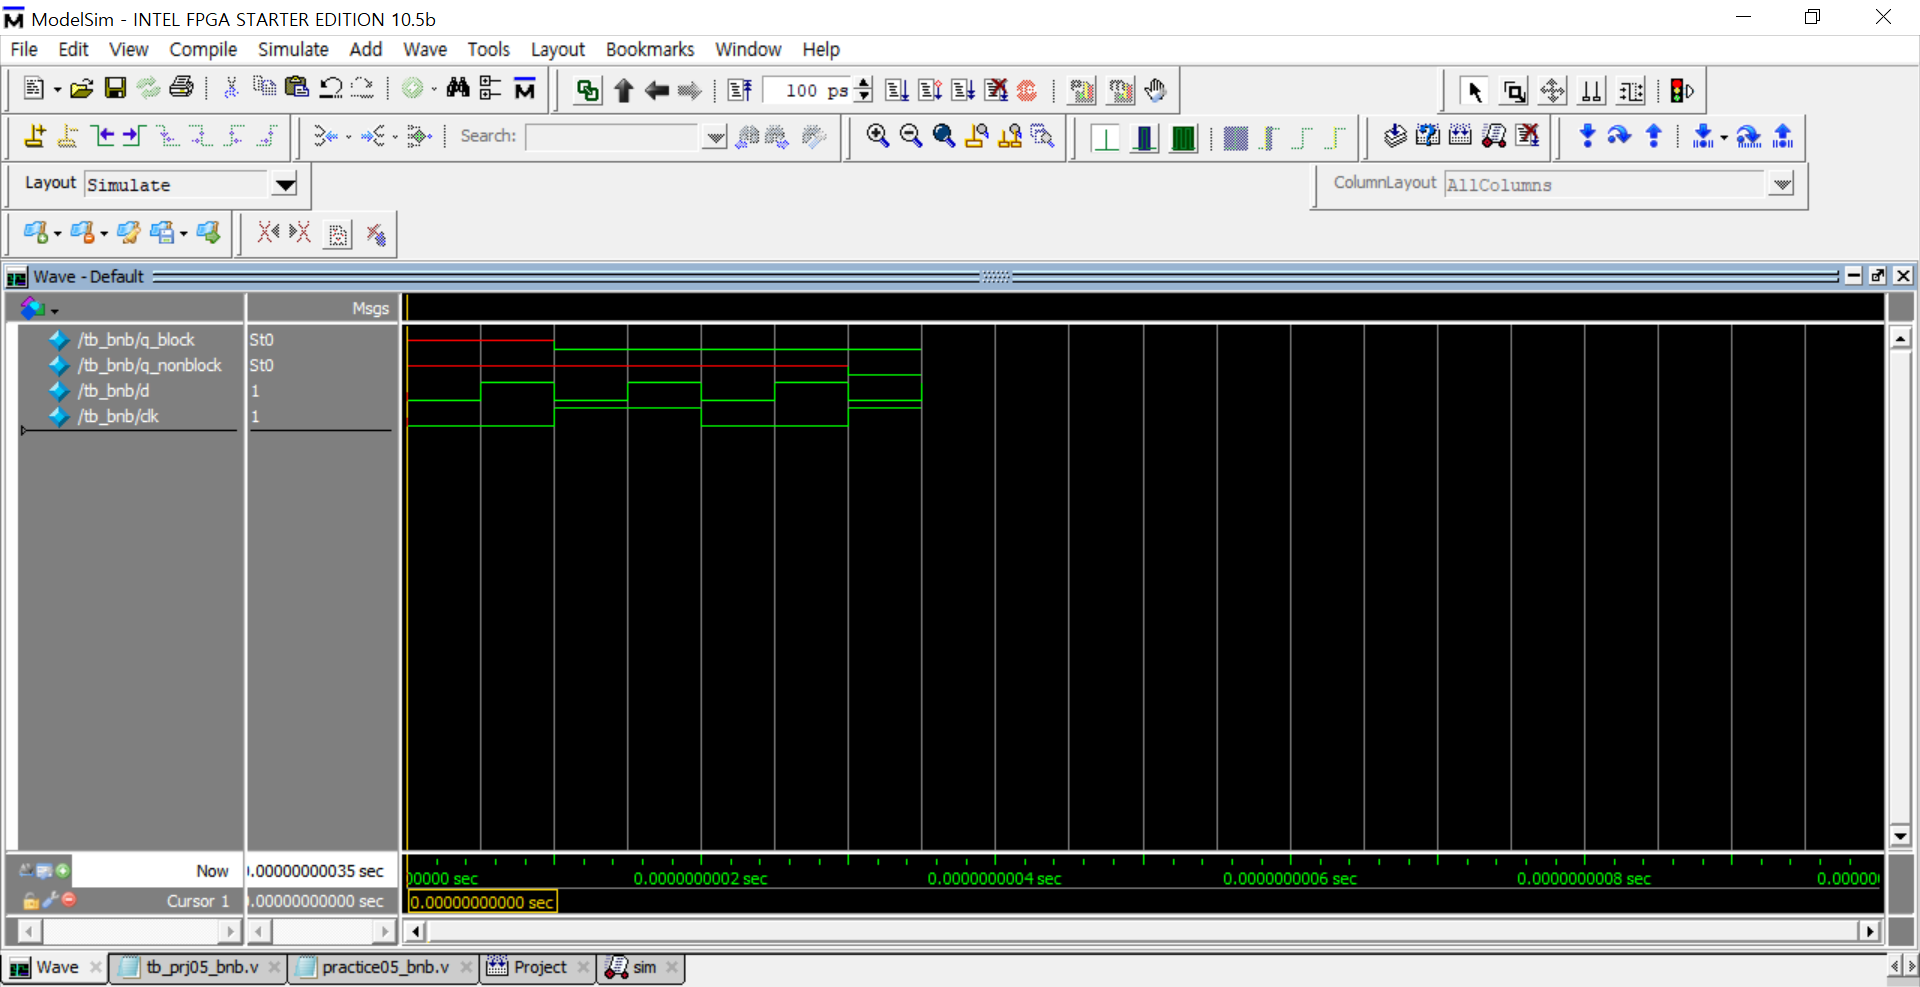 ModelSim - INTEL FPGA STARTER EDITION 10.5b
File Edit View Compile Simulate Add Wave Tools Layout Bookmarks Window Help
100 ps
Search:
Layout Simulate
ColumnLayout AllColumns
Wave - Default
Msgs
/tb_bnb/q_block St0
/tb_bnb/q_nonblock St0
/tb_bnb/d 1
/tb_bnb/clk 1
Now .00000000035 sec
00000 sec 0.0000000002 sec 0.0000000004 sec 0.0000000006 sec 0.0000000008 sec 0.00000
Cursor 1 .00000000000 sec
0.00000000000 sec
Wave tb_prj05_bnb.v practice05_bnb.v Project sim